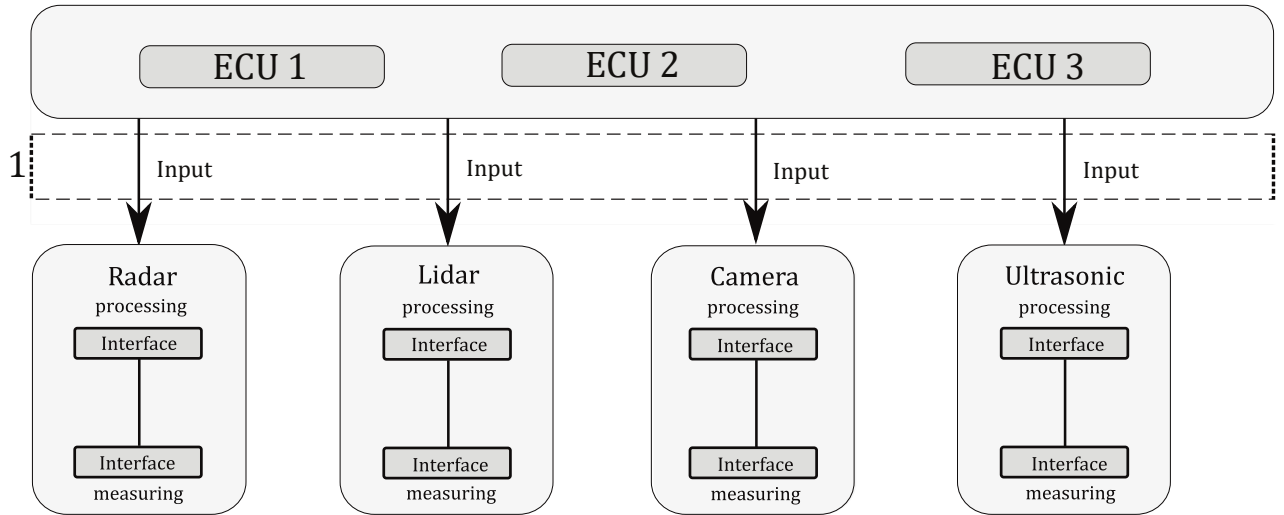 ECU 1 ECU 2 ECU 3
1 Input Input Input Input
Radar Lidar Camera Ultrasonic
processing processing processing processing
Interface Interface Interface Interface
Interface Interface Interface Interface
measuring measuring measuring measuring